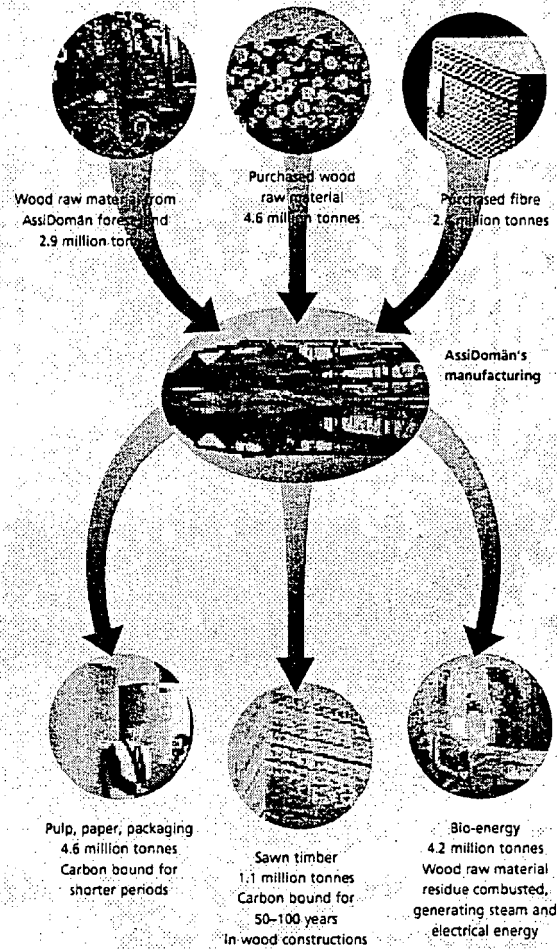 Wood raw material from
AssiDomän forest land
2.9 million tonnes
Purchased wood
raw material
4.6 million tonnes
Purchased fibre
2. million tonnes
AssiDomän's
manufacturing
Pulp, paper, packaging
4.6 million tonnes
Carbon bound for
shorter periods
Sawn timber
1.1 million tonnes
Carbon bound for
50–100 years
in wood constructions
Bio-energy
4.2 million tonnes
Wood raw material
residue combusted,
generating steam and
electrical energy